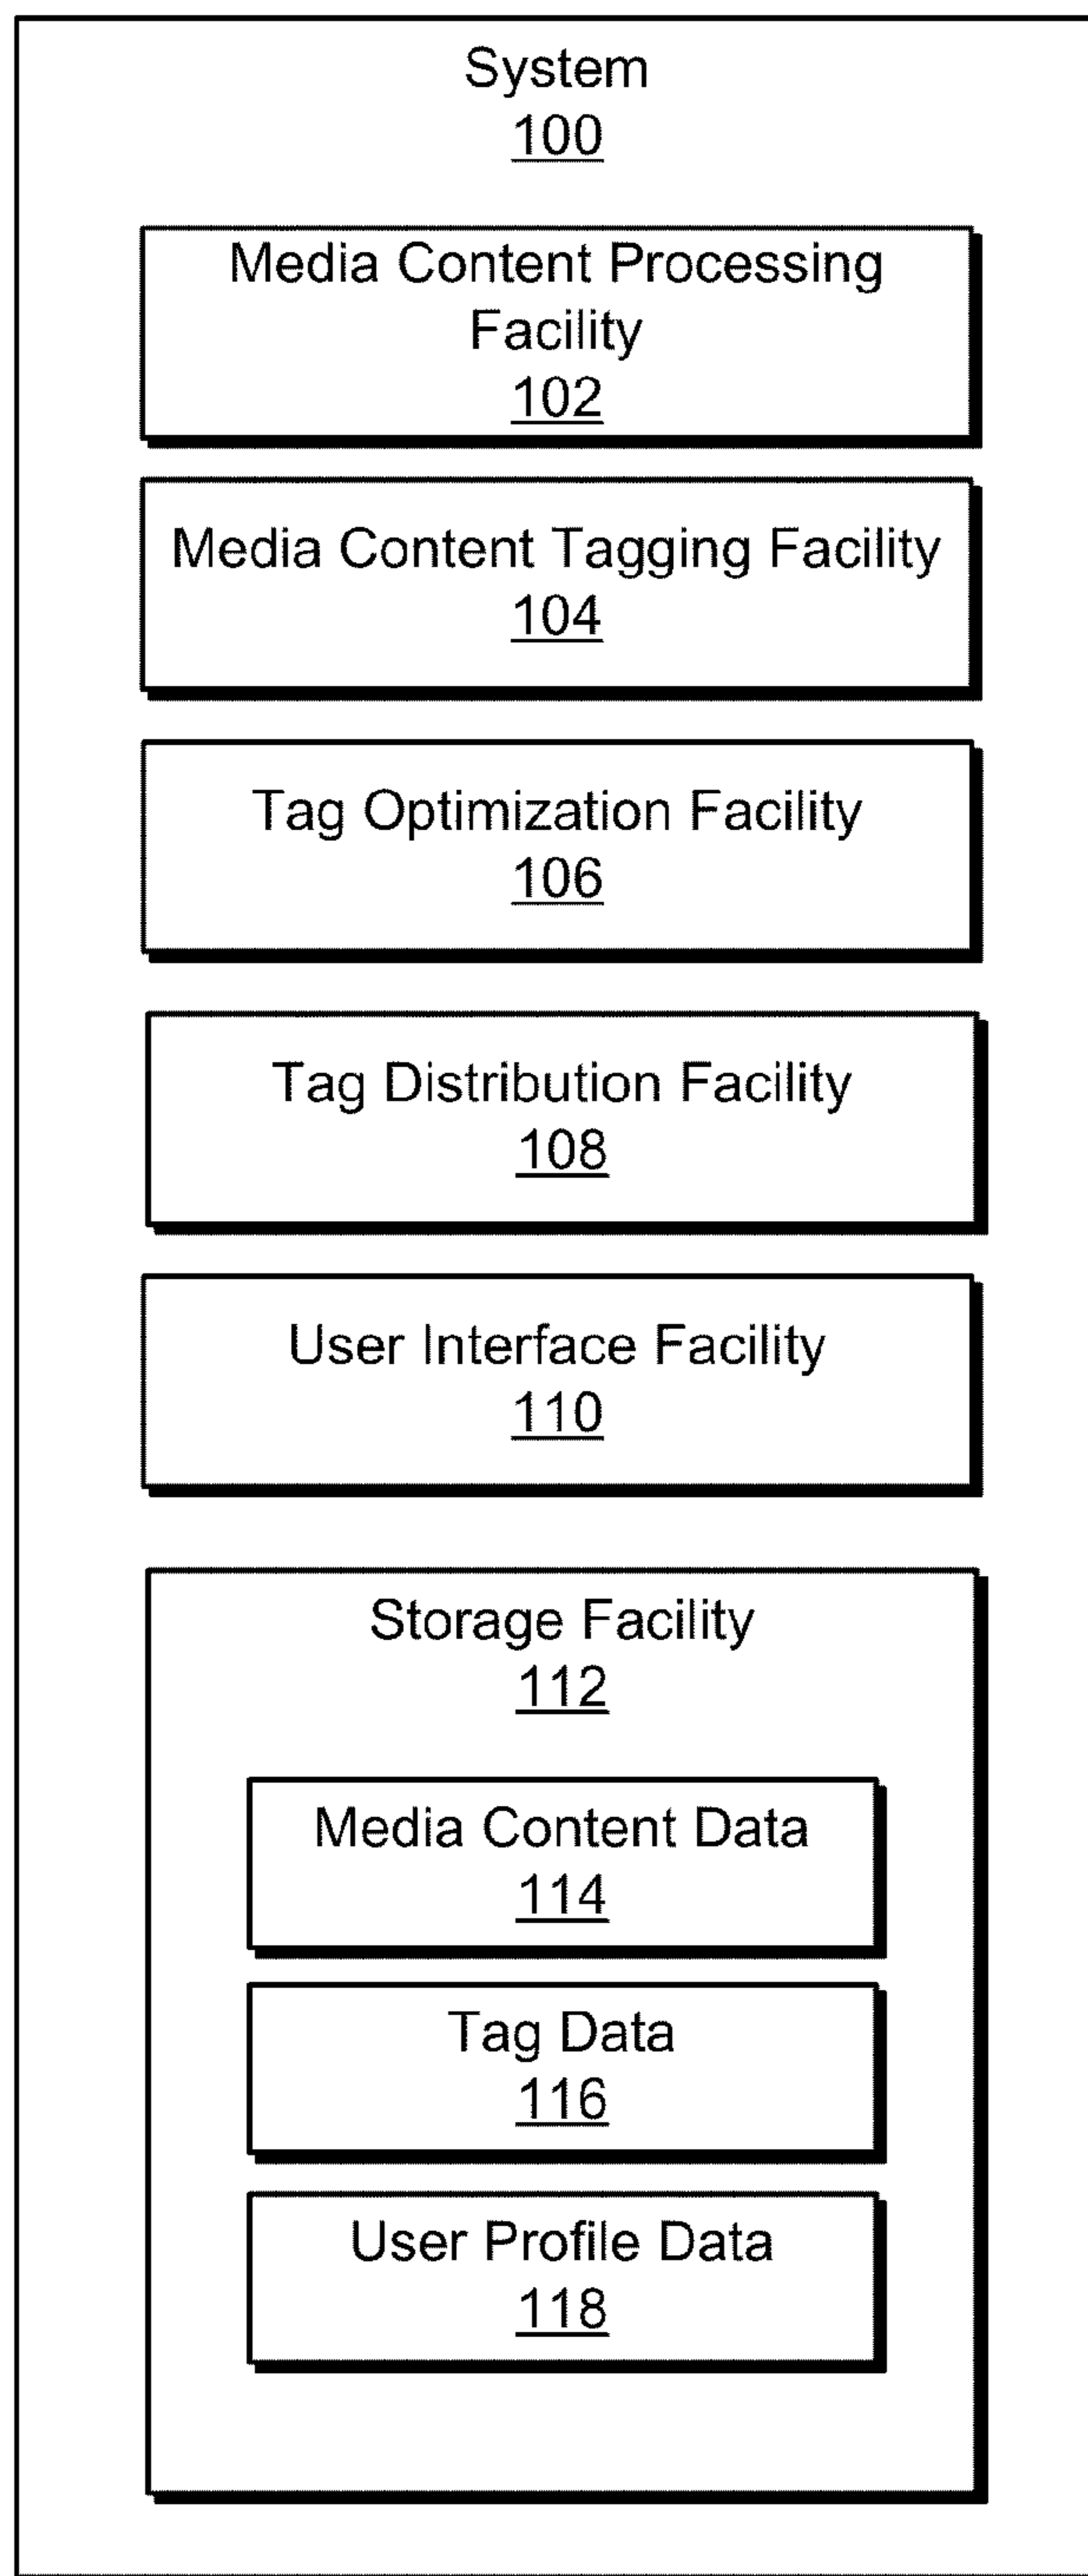 System
100
Media Content Processing
Facility
102
Media Content Tagging Facility
104
Tag Optimization Facility
106
Tag Distribution Facility
108
User Interface Facility
110
Storage Facility
112
Media Content Data
114
Tag Data
116
User Profile Data
118